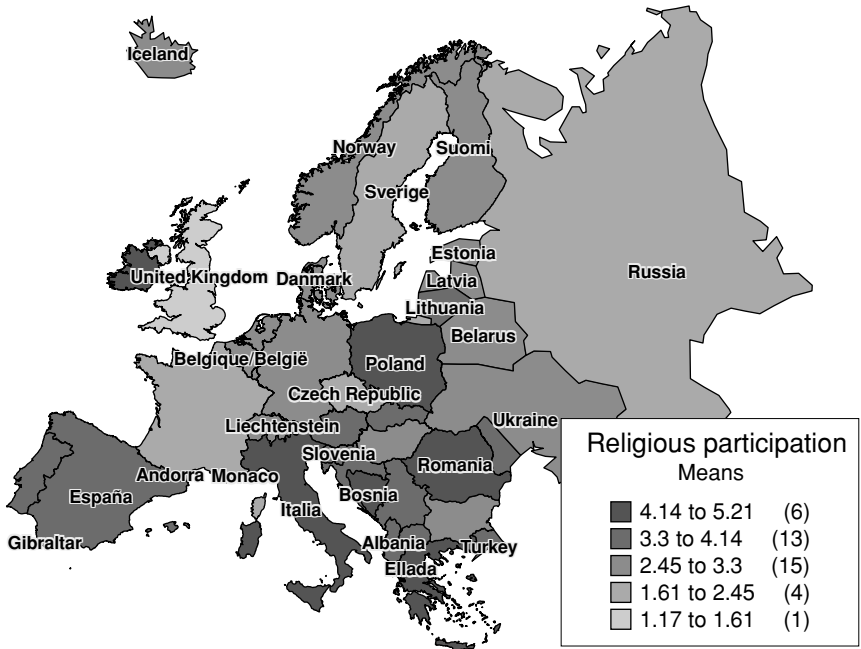 Iceland
Norway
Suomi
Sverige
Estonia
Russia
United Kingdom
Danmark
Latvia
Lithuania
Belarus
Belgique/België
Poland
Czech Republic
Ukraine
Liechtenstein
Slovenia
Romania
Andorra
Monaco
España
Bosnia
Italia
Gibraltar
Albania
Turkey
Ellada
Religious participation
Means
4.14 to 5.21 (6)
3.3 to 4.14 (13)
2.45 to 3.3 (15)
1.61 to 2.45 (4)
1.17 to 1.61 (1)